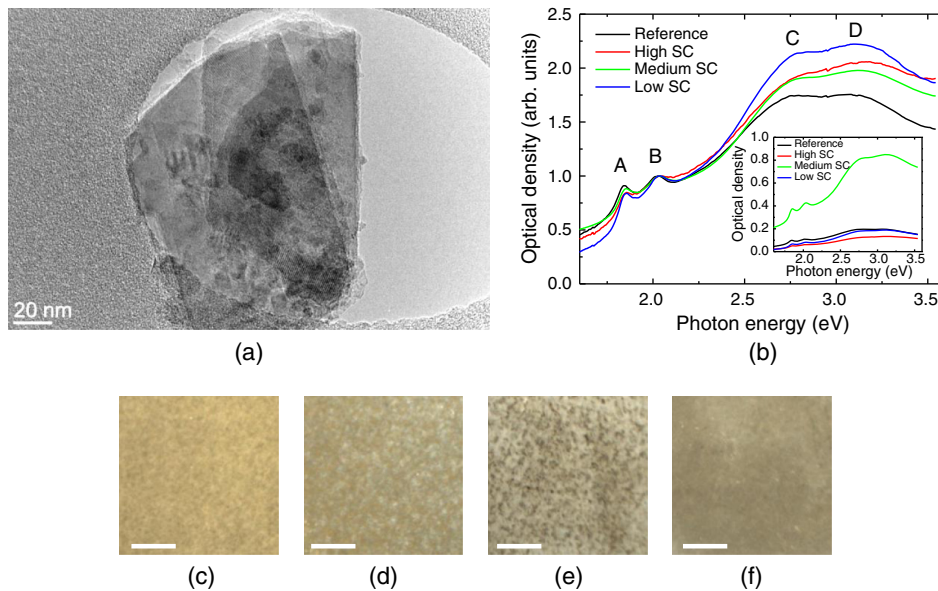 20 nm
(a)
Optical density (arb. units)
2.5
2.0
1.5
1.0
0.5
0.0
Reference
High SC
Medium SC
Low SC
A
B
C
D
2.0
2.5
3.0
3.5
Photon energy (eV)
Optical density
1.0
0.8
0.6
0.4
0.2
0.0
Reference
High SC
Medium SC
Low SC
2.0
2.5
3.0
3.5
Photon energy (eV)
(b)
(c)
(d)
(e)
(f)